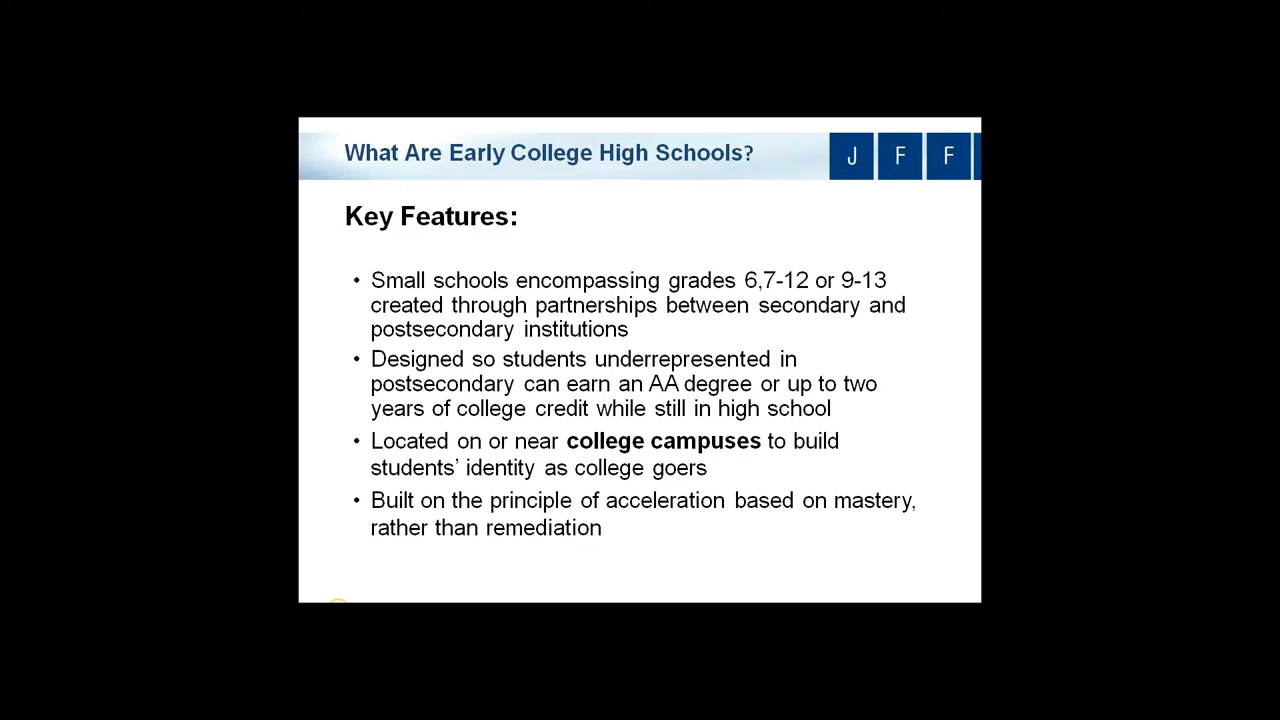 What Are Early College High Schools?
J F F
Key Features:
• Small schools encompassing grades 6,7-12 or 9-13
created through partnerships between secondary and
postsecondary institutions
• Designed so students underrepresented in
postsecondary can earn an AA degree or up to two
years of college credit while still in high school
• Located on or near college campuses to build
students’ identity as college goers
• Built on the principle of acceleration based on mastery,
rather than remediation